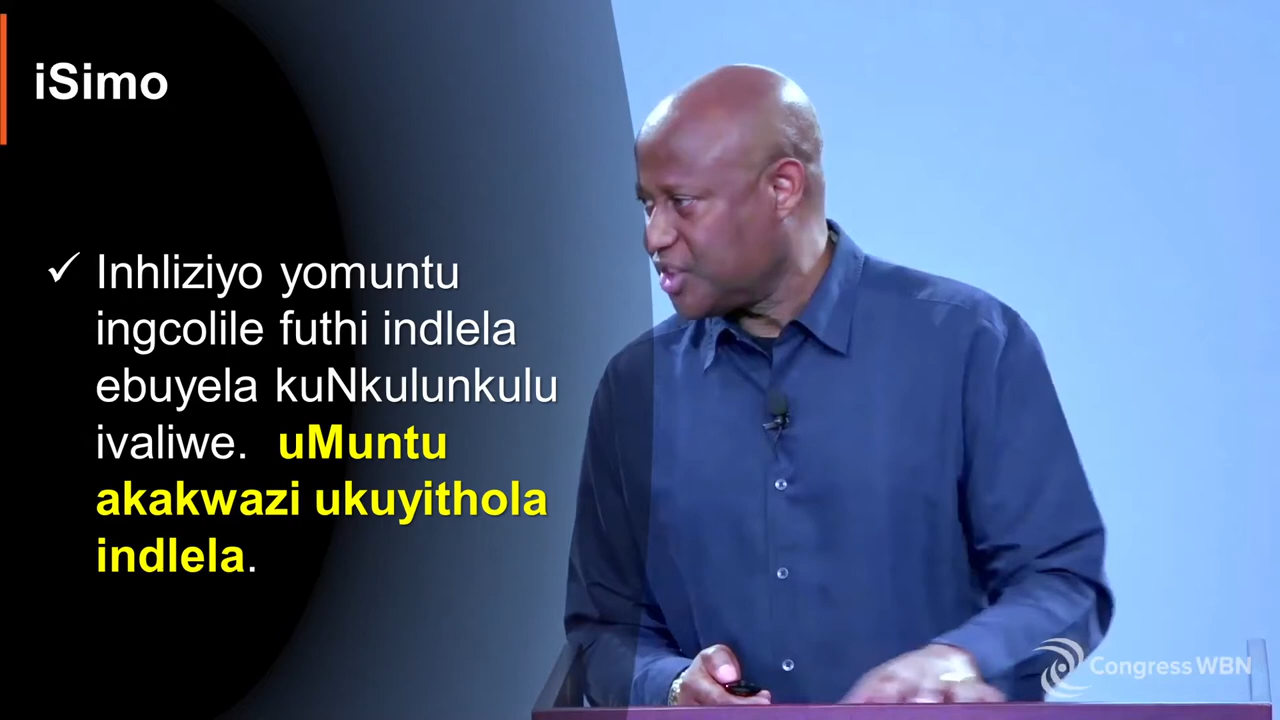 iSimo
✓ Inhliziyo yomuntu
ingcolile futhi indlela
ebuyela kuNkulunkulu
ivaliwe. uMuntu
akakwazi ukuyithola
indlela.
Congress WBN